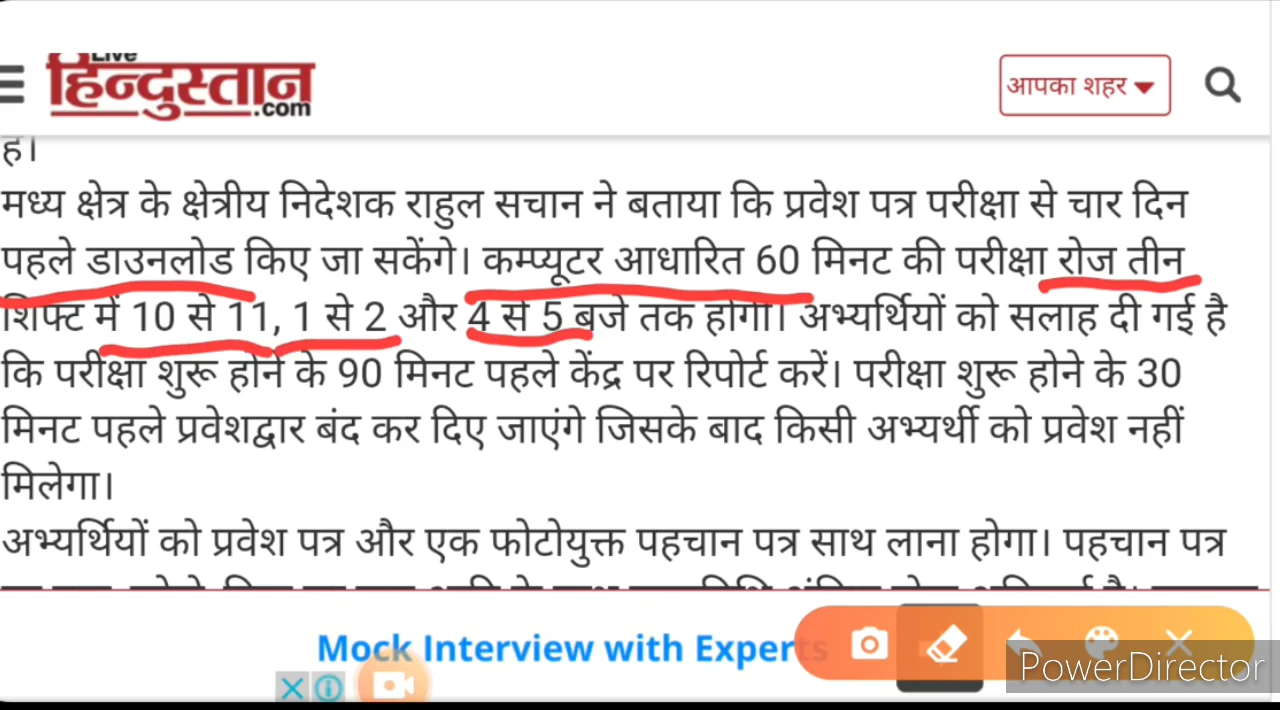 Live
हिन्दुस्तान
.com
आपका शहर
है।
मध्य क्षेत्र के क्षेत्रीय निदेशक राहुल सचान ने बताया कि प्रवेश पत्र परीक्षा से चार दिन
पहले डाउनलोड किए जा सकेंगे। कम्प्यूटर आधारित 60 मिनट की परीक्षा रोज तीन
शिफ्ट में 10 से 11, 1 से 2 और 4 से 5 बजे तक होगी। अभ्यर्थियों को सलाह दी गई है
कि परीक्षा शुरू होने के 90 मिनट पहले केंद्र पर रिपोर्ट करें। परीक्षा शुरू होने के 30
मिनट पहले प्रवेशद्वार बंद कर दिए जाएंगे जिसके बाद किसी अभ्यर्थी को प्रवेश नहीं
मिलेगा।
अभ्यर्थियों को प्रवेश पत्र और एक फोटोयुक्त पहचान पत्र साथ लाना होगा। पहचान पत्र
Mock Interview with Experts
PowerDirector